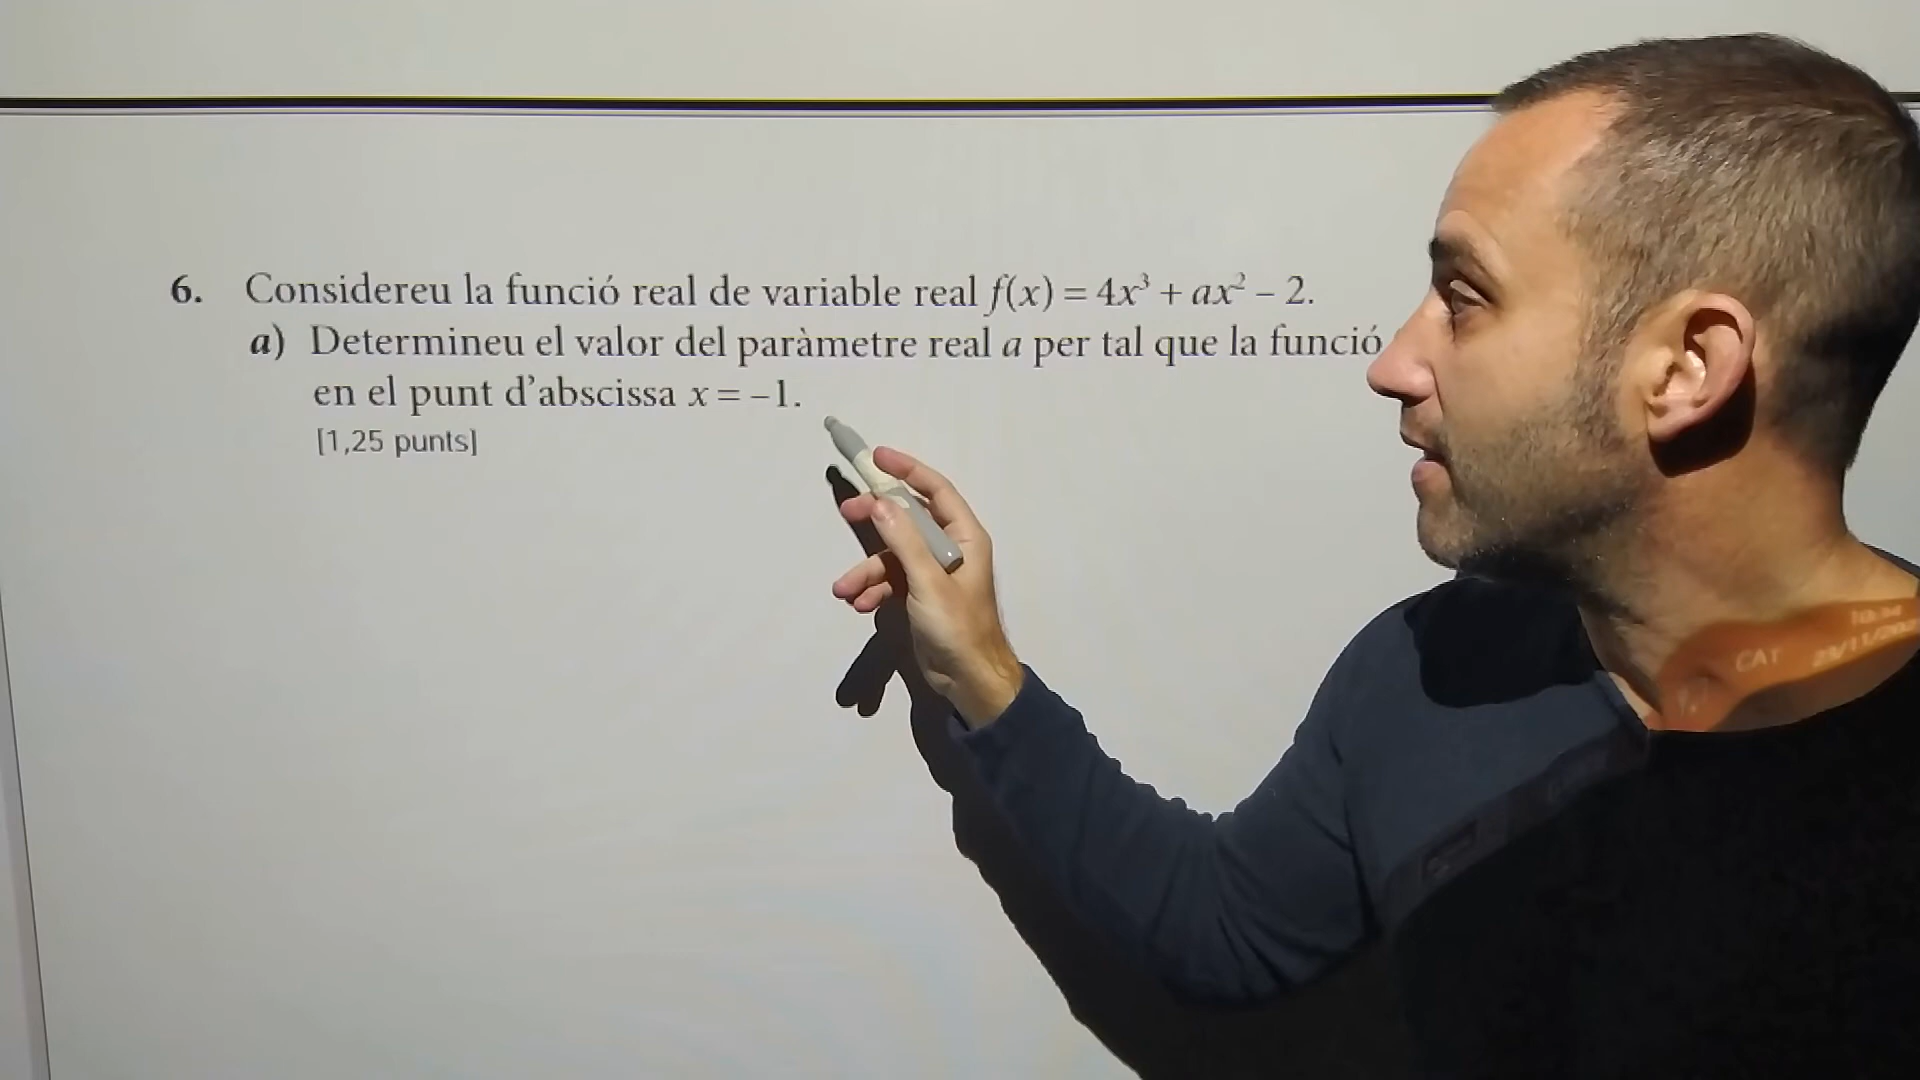 6. Considereu la funció real de variable real f(x) = 4x³ + ax² – 2.
a) Determineu el valor del paràmetre real a per tal que la funció
en el punt d’abscissa x = –1.
[1,25 punts]
CAT